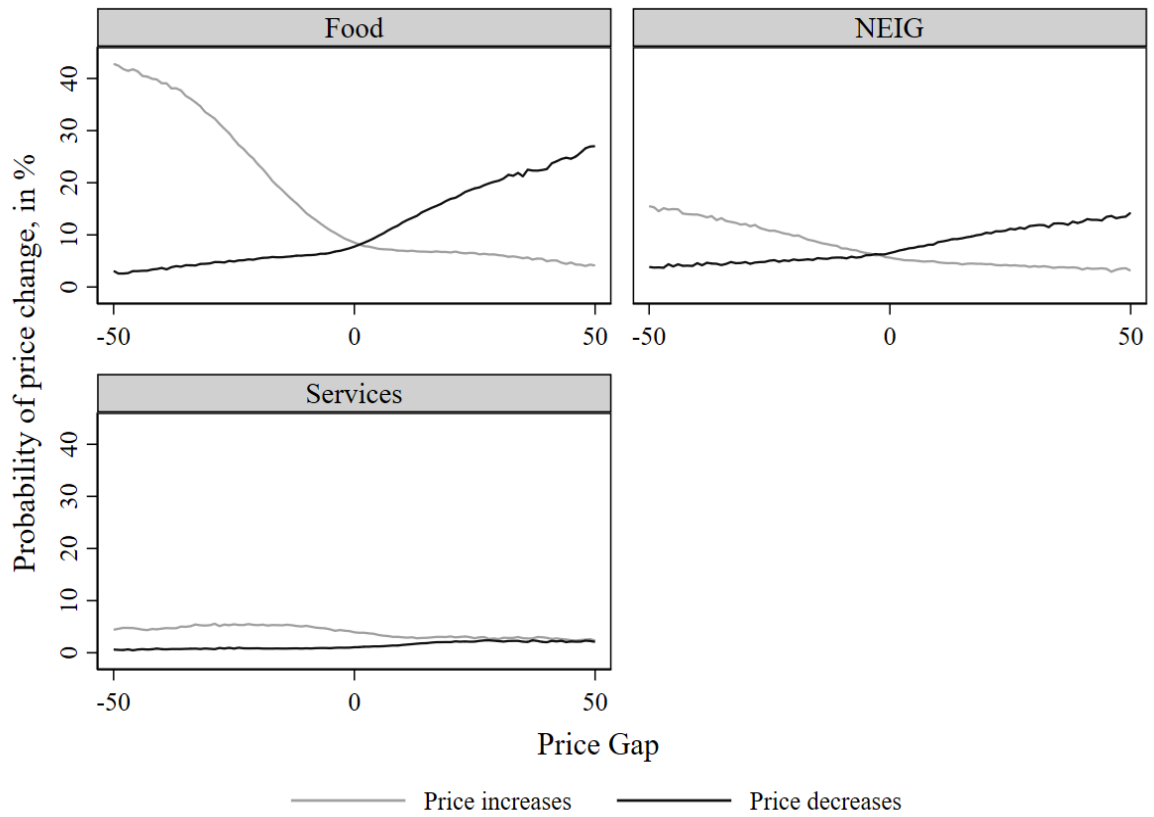 Food
NEIG
Probability of price change, in %
40
30
20
10
0
-50 0 50
-50 0 50
Services
40
30
20
10
0
-50 0 50
Price Gap
Price increases Price decreases